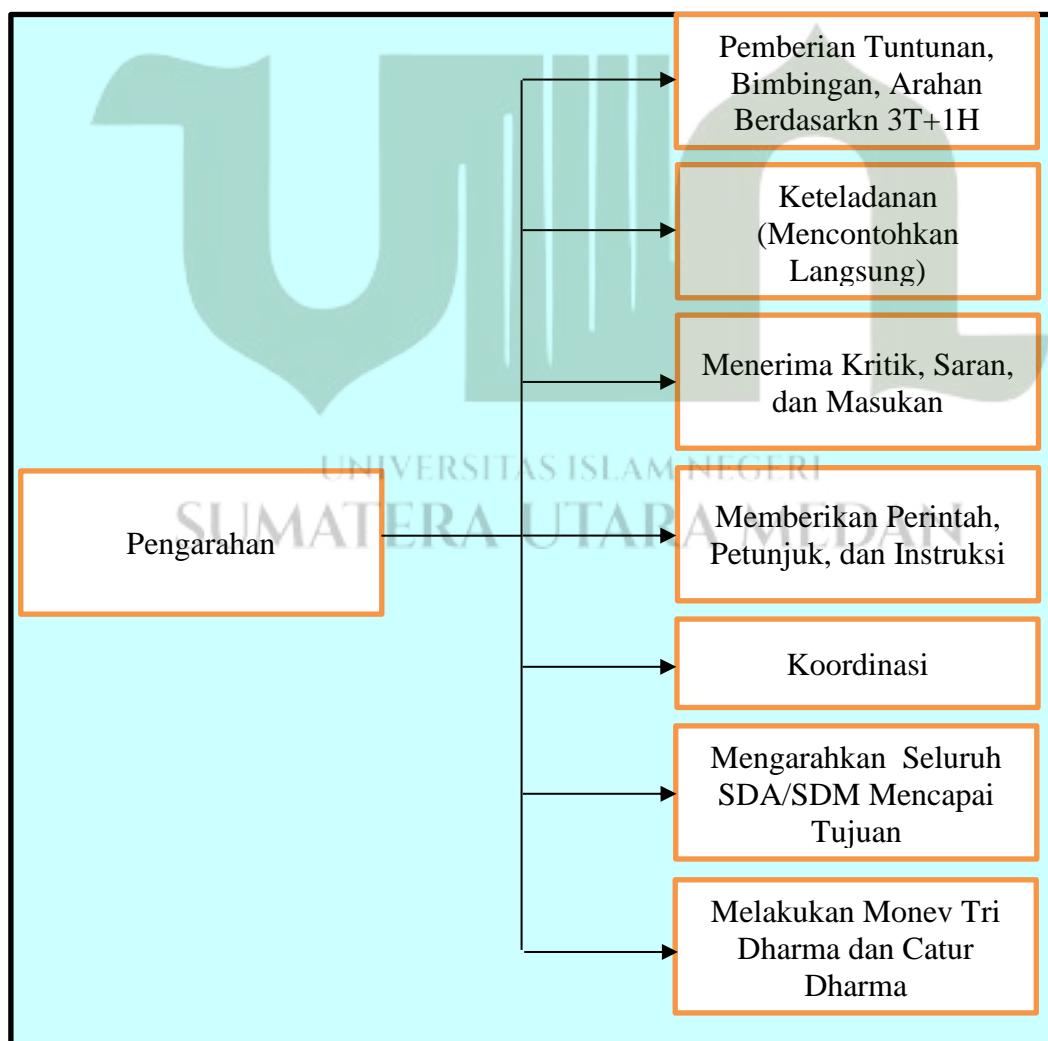 Pemberian Tuntunan,
Bimbingan, Arahan
Berdasarkn 3T+1H
Keteladanan
(Mencontohkan
Langsung)
Menerima Kritik, Saran,
dan Masukan
UNIVERSITAS ISLAM NEGERI
SUMATERA UTARA MEDAN
Pengarahan
Memberikan Perintah,
Petunjuk, dan Instruksi
Koordinasi
Mengarahkan Seluruh
SDA/SDM Mencapai
Tujuan
Melakukan Monev Tri
Dharma dan Catur
Dharma